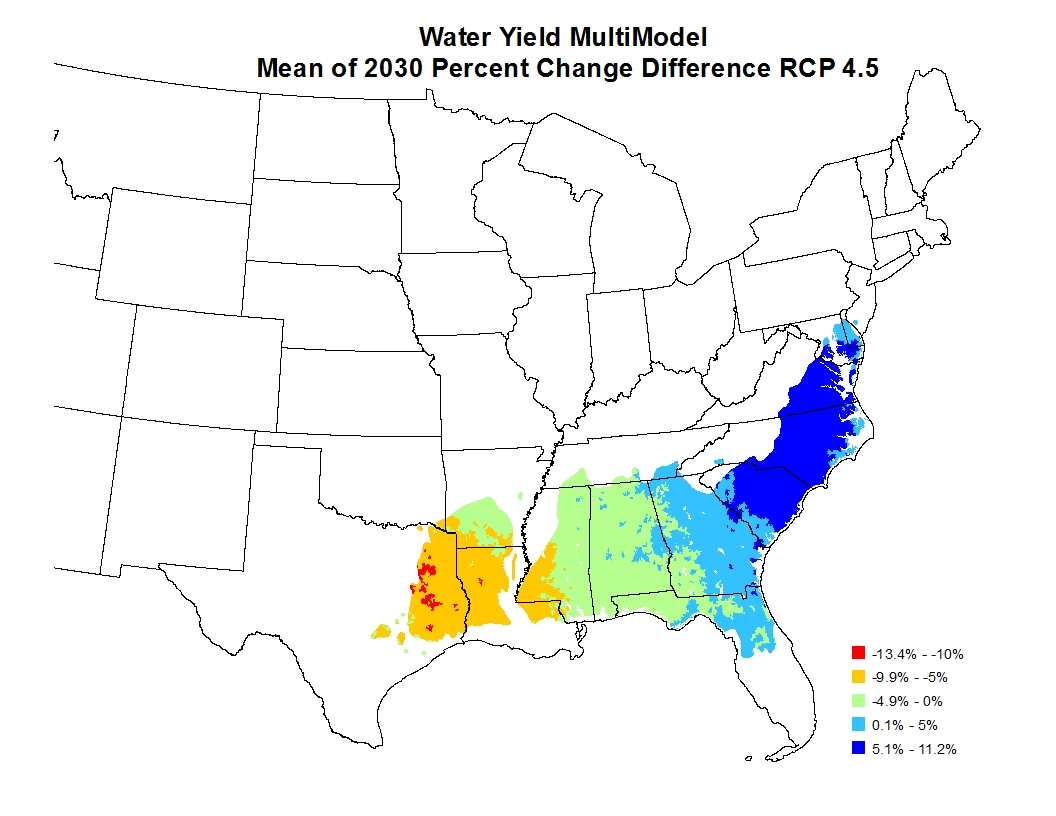 Water Yield MultiModel
Mean of 2030 Percent Change Difference RCP 4.5
-13.4% - -10%
-9.9% - -5%
-4.9% - 0%
0.1% - 5%
5.1% - 11.2%